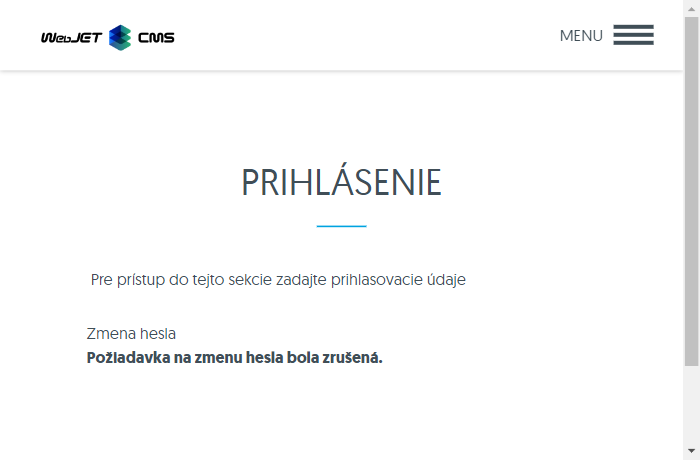 WebJET CMS
MENU
PRIHLÁSENIE
Pre prístup do tejto sekcie zadajte prihlasovacie údaje
Zmena hesla
Požiadavka na zmenu hesla bola zrušená.